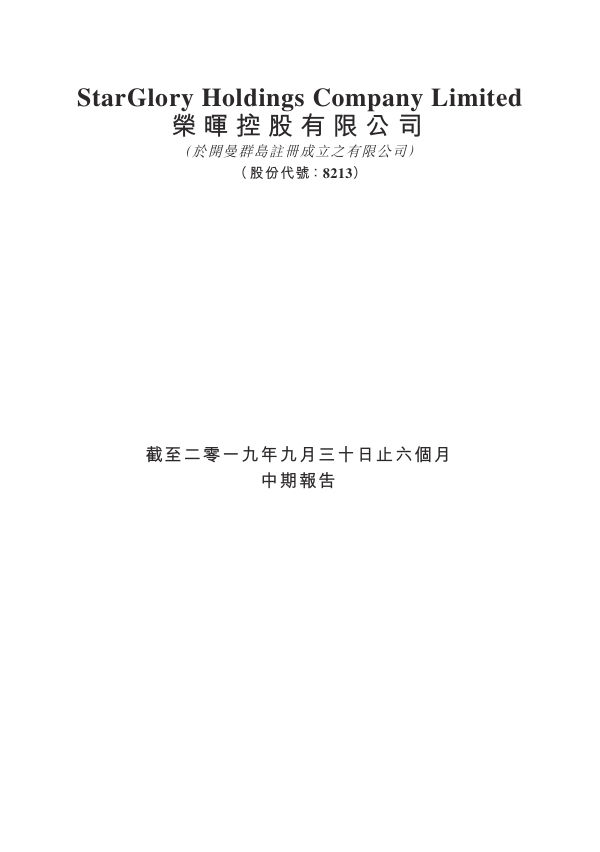 StarGlory Holdings Company Limited
榮暉控股有限公司
（於開曼群島註冊成立之有限公司）
（股份代號：8213）
截至二零一九年九月三十日止六個月
中期報告